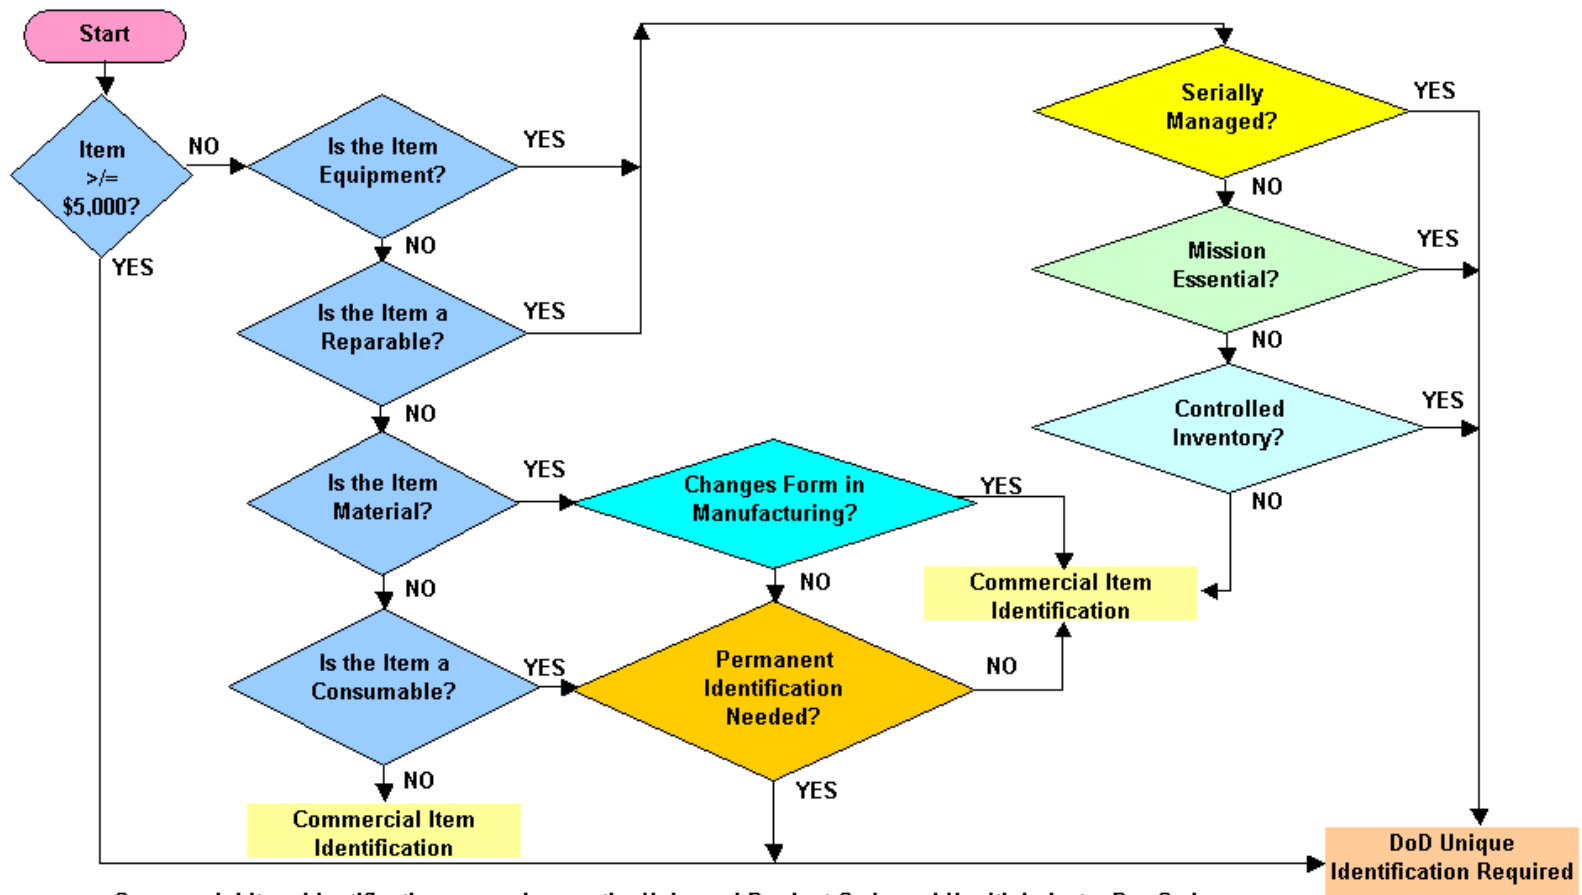 Start
Item
>/=
$5,000?
NO
YES
Is the Item
Equipment?
YES
NO
Is the Item a
Reparable?
YES
NO
Is the Item
Material?
YES
NO
Is the Item a
Consumable?
YES
NO
Commercial Item
Identification
Changes Form in
Manufacturing?
YES
NO
Permanent
Identification
Needed?
NO
YES
Commercial Item
Identification
Serially
Managed?
YES
NO
Mission
Essential?
YES
NO
Controlled
Inventory?
YES
NO
DoD Unique
Identification Required